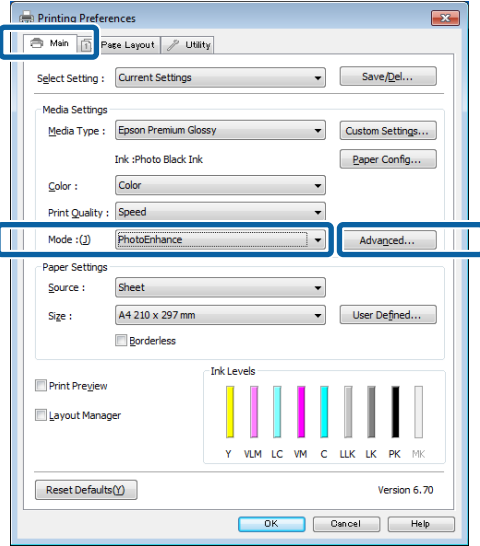 Printing Preferences
Main Page Layout Utility
Select Setting : Current Settings Save/Del...
Media Settings
Media Type : Epson Premium Glossy Custom Settings...
Ink :Photo Black Ink Paper Config...
Color : Color
Print Quality : Speed
Mode :(J) PhotoEnhance Advanced...
Paper Settings
Source : Sheet
Size : A4 210 x 297 mm User Defined...
Borderless
Ink Levels
Print Preview
Layout Manager
Y VLM LC VM C LLK LK PK MK
Reset Defaults(Y) Version 6.70
OK Cancel Help